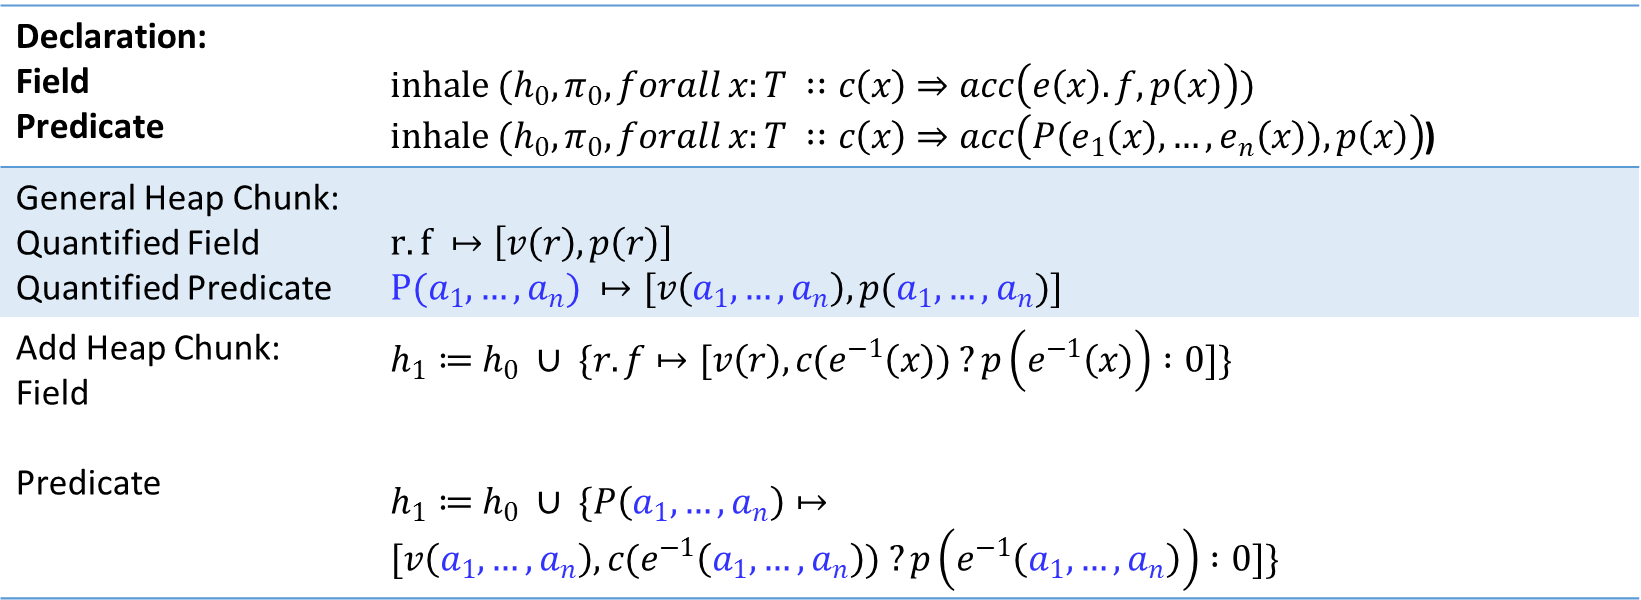 Declaration:
Field inhale (h₀, π₀, forall x: T ∷ c(x) ⇒ acc(e(x). f, p(x)))
Predicate inhale (h₀, π₀, forall x: T ∷ c(x) ⇒ acc(P(e₁(x), … , eₙ(x)), p(x)))
General Heap Chunk:
Quantified Field r. f ↦ [v(r), p(r)]
Quantified Predicate P(a₁, … , aₙ) ↦ [v(a₁, … , aₙ), p(a₁, … , aₙ)]
Add Heap Chunk: h₁ ≔ h₀ ∪ {r. f ↦ [v(r), c(e⁻¹(x)) ? p(e⁻¹(x)) ∶ 0]}
Field
Predicate h₁ ≔ h₀ ∪ {P(a₁, … , aₙ) ↦
[v(a₁, … , aₙ), c(e⁻¹(a₁, … , aₙ)) ? p(e⁻¹(a₁, … , aₙ)) ∶ 0]}